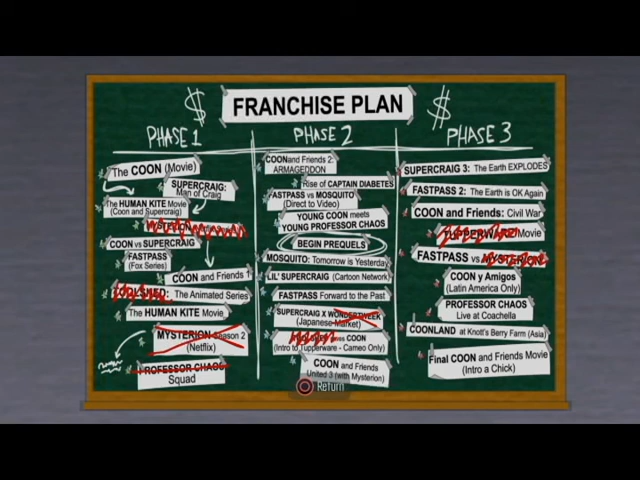 $ FRANCHISE PLAN $
PHASE 1
The COON (Movie)
SUPERCRAIG:
Man of Craig
The HUMAN KITE Movie
(Coon and Supercraig)
COON vs SUPERCRAIG
FASTPASS
(Fox Series)
COON and Friends 1
The Animated Series
The HUMAN KITE Movie
MYSTERION Season 2
(Netflix)
PROFESSOR CHAOS
Squad
PHASE 2
COON and Friends 2:
ARMAGEDDON
Rise of CAPTAIN DIABETES
FASTPASS vs MOSQUITO
(Direct to Video)
YOUNG COON meets
YOUNG PROFESSOR CHAOS
BEGIN PREQUELS
MOSQUITO: Tomorrow is Yesterday
LIL' SUPERCRAIG (Cartoon Network)
FASTPASS Forward to the Past
SUPERCRAIG X WONDERTWEEK
(Japanese Market)
COON
(Intro to Tupperware - Cameo Only)
COON and Friends
United 3 (with Mysterion)
PHASE 3
SUPERCRAIG 3: The Earth EXPLODES
FASTPASS 2: The Earth is OK Again
COON and Friends: Civil War
TUPPERWARE Movie
FASTPASS vs MYSTERION
COON y Amigos
(Latin America Only)
PROFESSOR CHAOS
Live at Coachella
COONLAND at Knott's Berry Farm (Asia)
Final COON and Friends Movie
(Intro a Chick)
Return